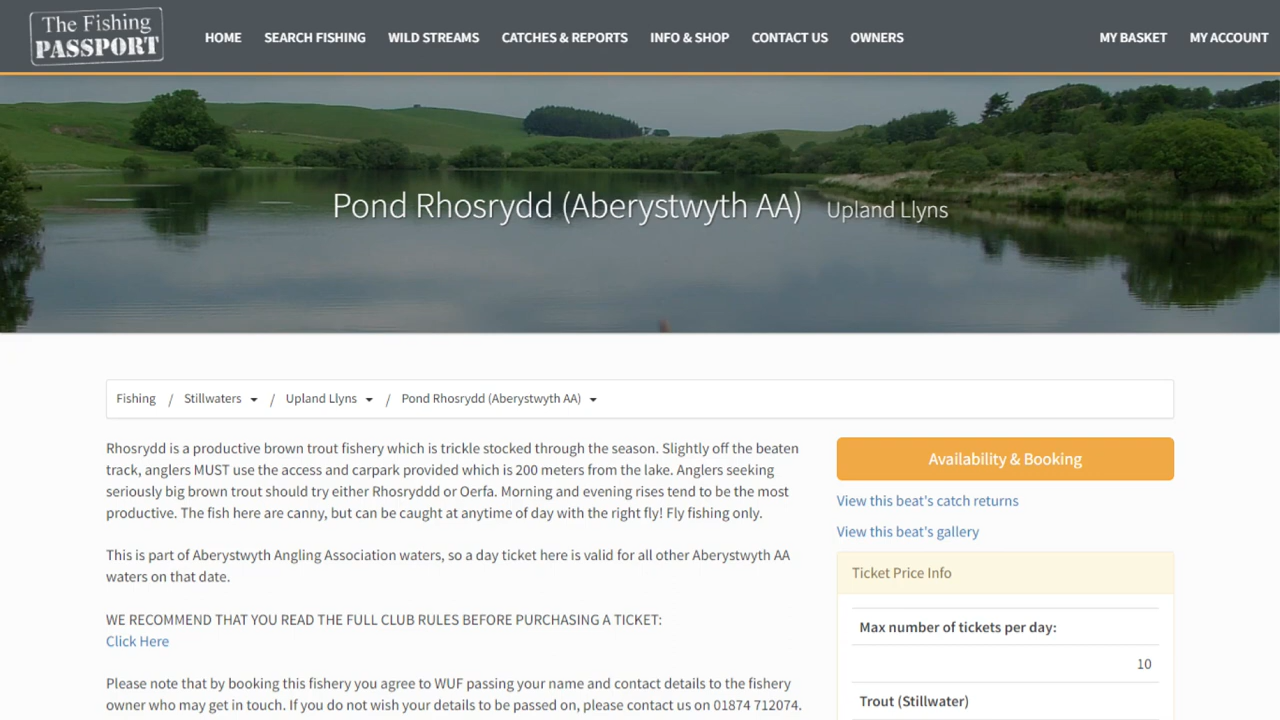 The Fishing
PASSPORT
HOME SEARCH FISHING WILD STREAMS CATCHES & REPORTS INFO & SHOP CONTACT US OWNERS MY BASKET MY ACCOUNT
Pond Rhosrydd (Aberystwyth AA) Upland Llyns
Fishing / Stillwaters / Upland Llyns / Pond Rhosrydd (Aberystwyth AA)
Rhosrydd is a productive brown trout fishery which is trickle stocked through the season. Slightly off the beaten
track, anglers MUST use the access and carpark provided which is 200 meters from the lake. Anglers seeking
seriously big brown trout should try either Rhosryddd or Oerfa. Morning and evening rises tend to be the most
productive. The fish here are canny, but can be caught at anytime of day with the right fly! Fly fishing only.
This is part of Aberystwyth Angling Association waters, so a day ticket here is valid for all other Aberystwyth AA
waters on that date.
WE RECOMMEND THAT YOU READ THE FULL CLUB RULES BEFORE PURCHASING A TICKET:
Click Here
Please note that by booking this fishery you agree to WUF passing your name and contact details to the fishery
owner who may get in touch. If you do not wish your details to be passed on, please contact us on 01874 712074.
Availability & Booking
View this beat's catch returns
View this beat's gallery
Ticket Price Info
Max number of tickets per day:
10
Trout (Stillwater)